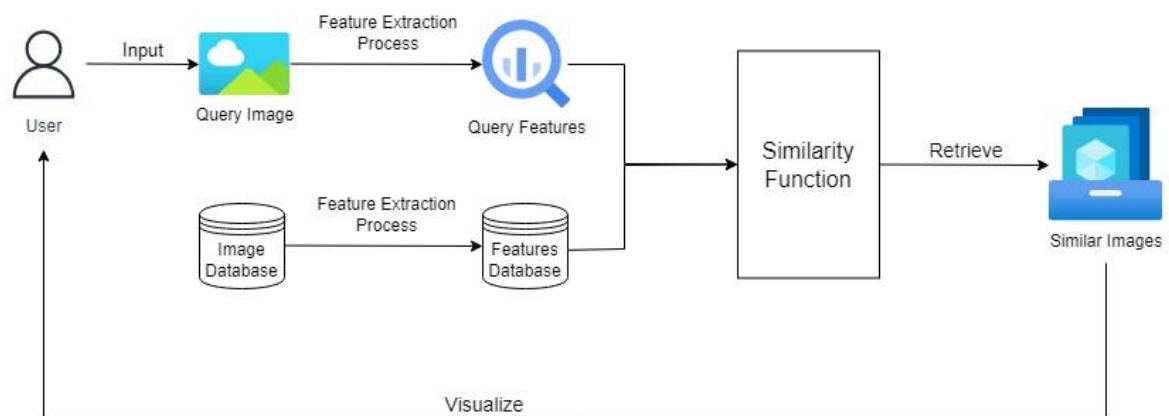 Input
Feature Extraction
Process
User
Query Image
Query Features
Similarity
Function
Retrieve
Similar Images
Image
Database
Feature Extraction
Process
Features
Database
Visualize